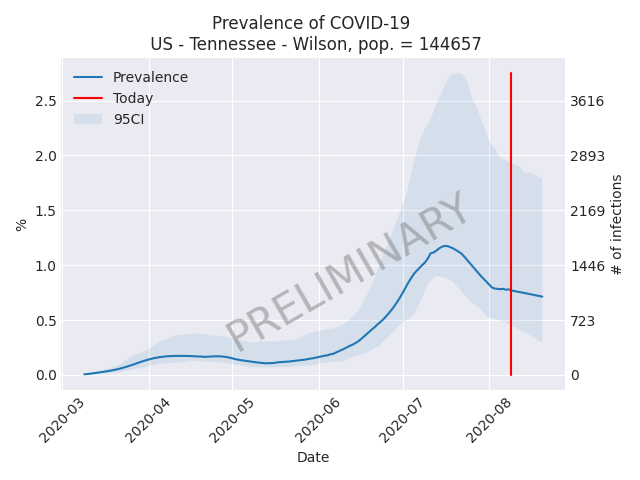 Prevalence of COVID-19
US - Tennessee - Wilson, pop. = 144657
Prevalence
Today
95CI
PRELIMINARY
%
2.5
2.0
1.5
1.0
0.5
0.0
3616
2893
2169
1446
723
0
# of infections
2020-03
2020-04
2020-05
2020-06
2020-07
2020-08
Date